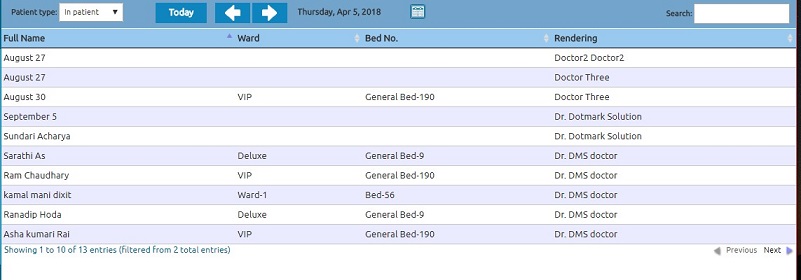 Patient type: In patient Today Thursday, Apr 5, 2018 Search:
Full Name Ward Bed No. Rendering
August 27 Doctor2 Doctor2
August 27 Doctor Three
August 30 VIP General Bed-190 Doctor Three
September 5 Dr. Dotmark Solution
Sundari Acharya Dr. Dotmark Solution
Sarathi As Deluxe General Bed-9 Dr. DMS doctor
Ram Chaudhary VIP General Bed-190 Dr. DMS doctor
kamal mani dixit Ward-1 Bed-56 Dr. DMS doctor
Ranadip Hoda Deluxe General Bed-9 Dr. DMS doctor
Asha kumari Rai VIP General Bed-190 Dr. DMS doctor
Showing 1 to 10 of 13 entries (filtered from 2 total entries) Previous Next